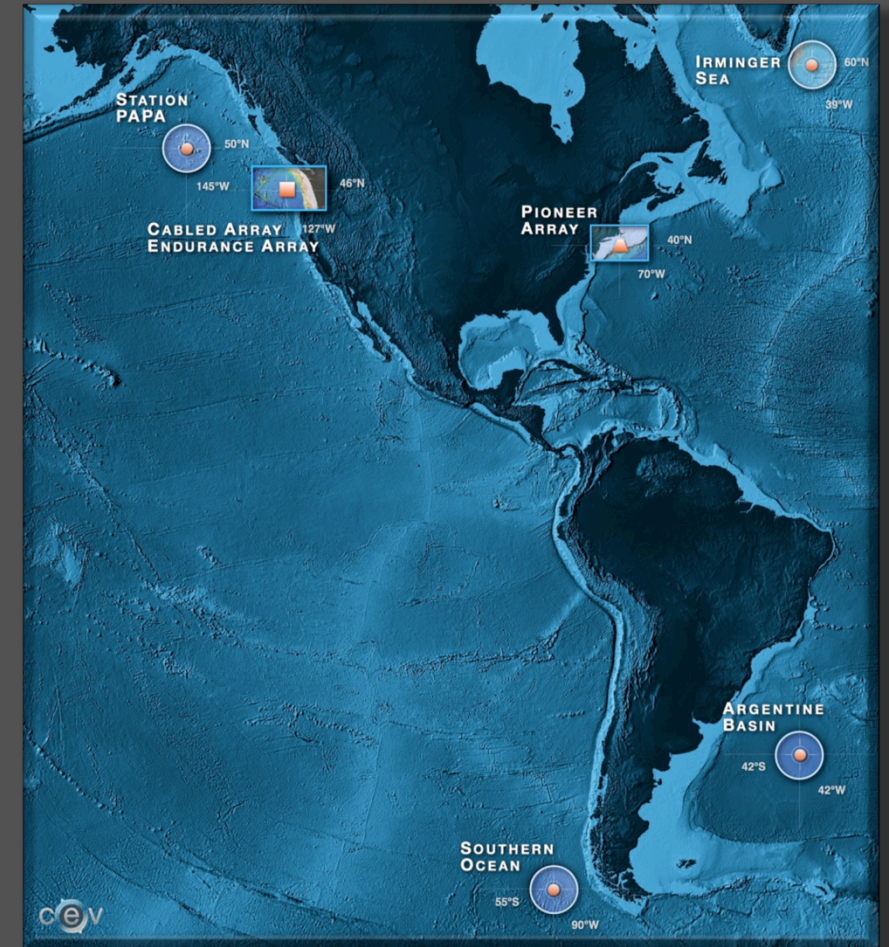 IRMINGER
SEA
60°N
39°W
STATION
PAPA
50°N
145°W
46°N
127°W
CABLED ARRAY
ENDURANCE ARRAY
PIONEER
ARRAY
40°N
70°W
ARGENTINE
BASIN
42°S
42°W
SOUTHERN
OCEAN
55°S
90°W
cev